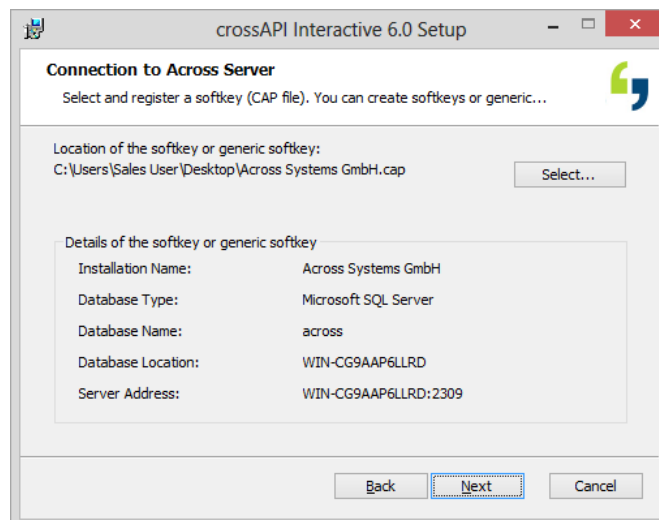 crossAPI Interactive 6.0 Setup
Connection to Across Server
Select and register a softkey (CAP file). You can create softkeys or generic...
Location of the softkey or generic softkey:
C:\Users\Sales User\Desktop\Across Systems GmbH.cap
Select...
Details of the softkey or generic softkey
Installation Name: Across Systems GmbH
Database Type: Microsoft SQL Server
Database Name: across
Database Location: WIN-CG9AAP6LLRD
Server Address: WIN-CG9AAP6LLRD:2309
Back Next Cancel